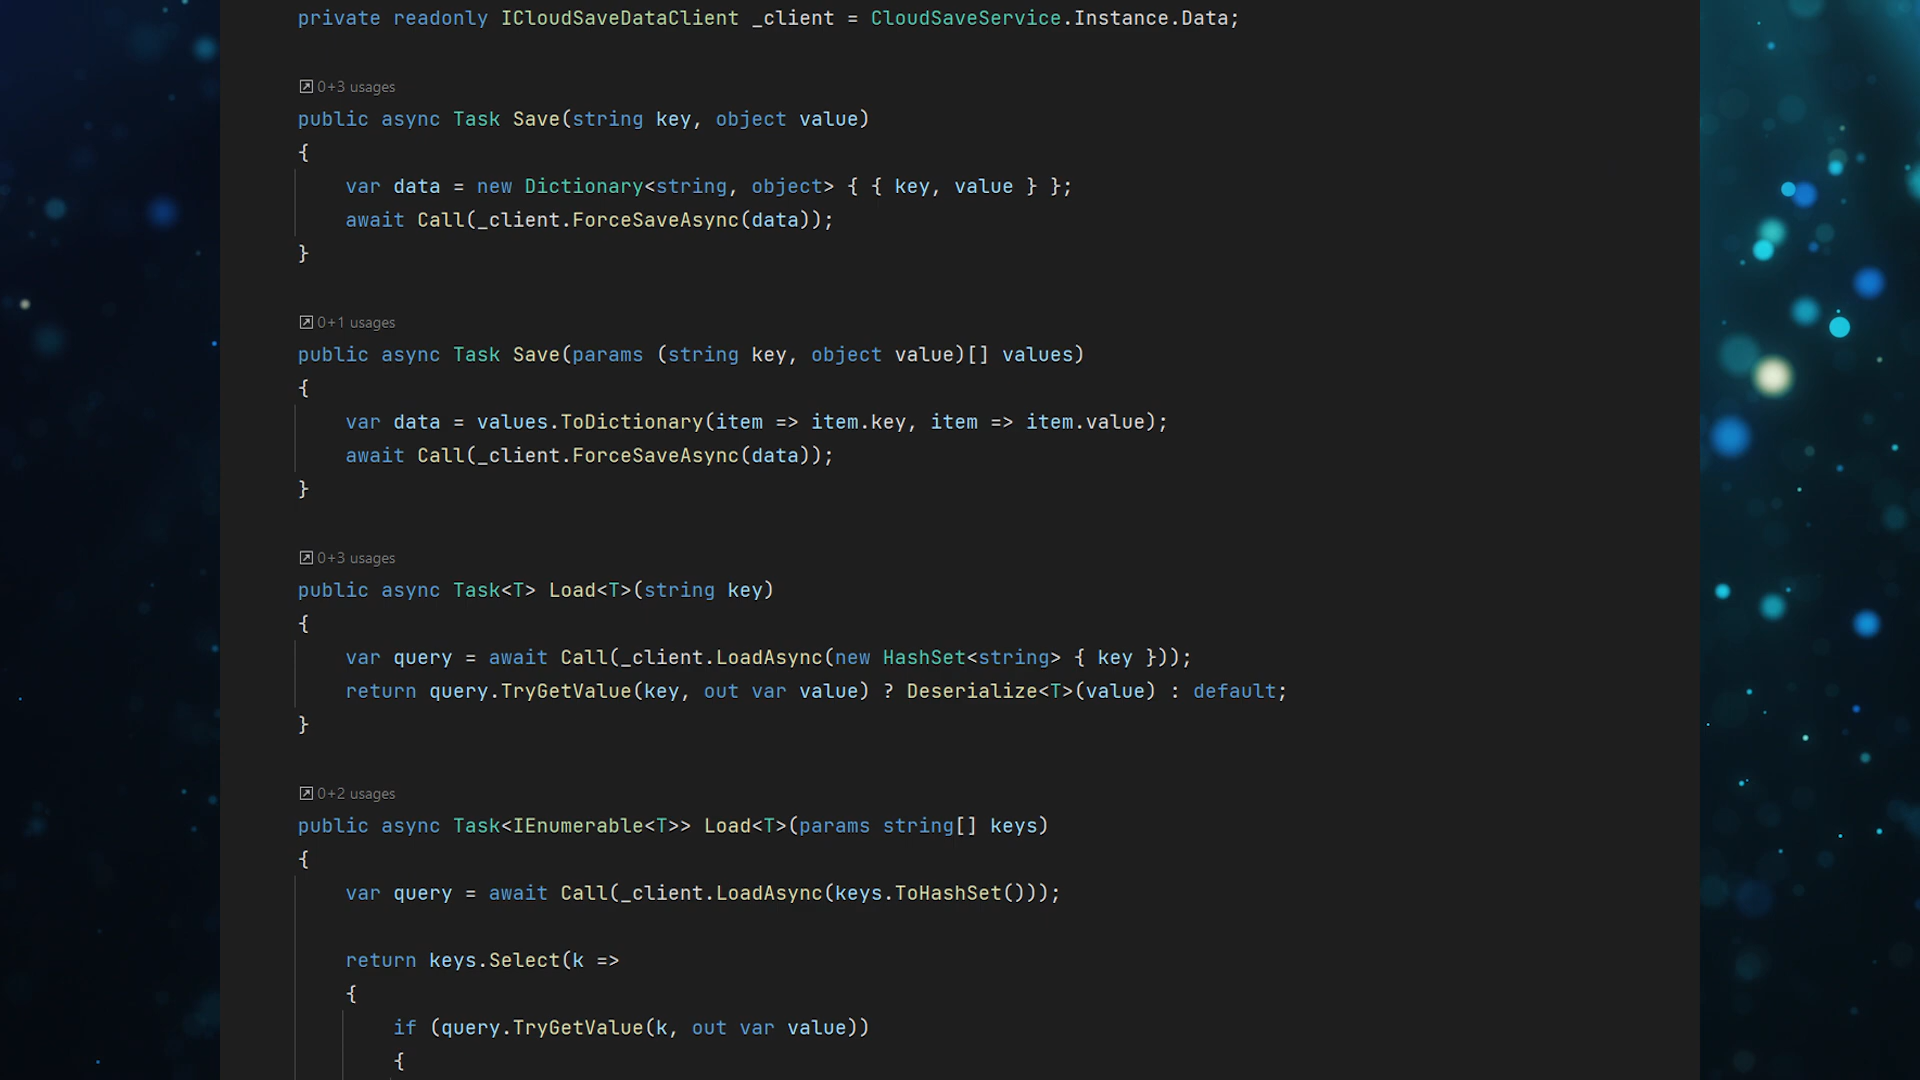 private readonly ICloudSaveDataClient _client = CloudSaveService.Instance.Data;
0+3 usages
public async Task Save(string key, object value)
{
var data = new Dictionary<string, object> { { key, value } };
await Call(_client.ForceSaveAsync(data));
}
0+1 usages
public async Task Save(params (string key, object value)[] values)
{
var data = values.ToDictionary(item => item.key, item => item.value);
await Call(_client.ForceSaveAsync(data));
}
0+3 usages
public async Task<T> Load<T>(string key)
{
var query = await Call(_client.LoadAsync(new HashSet<string> { key }));
return query.TryGetValue(key, out var value) ? Deserialize<T>(value) : default;
}
0+2 usages
public async Task<IEnumerable<T>> Load<T>(params string[] keys)
{
var query = await Call(_client.LoadAsync(keys.ToHashSet()));
return keys.Select(k =>
{
if (query.TryGetValue(k, out var value))
{